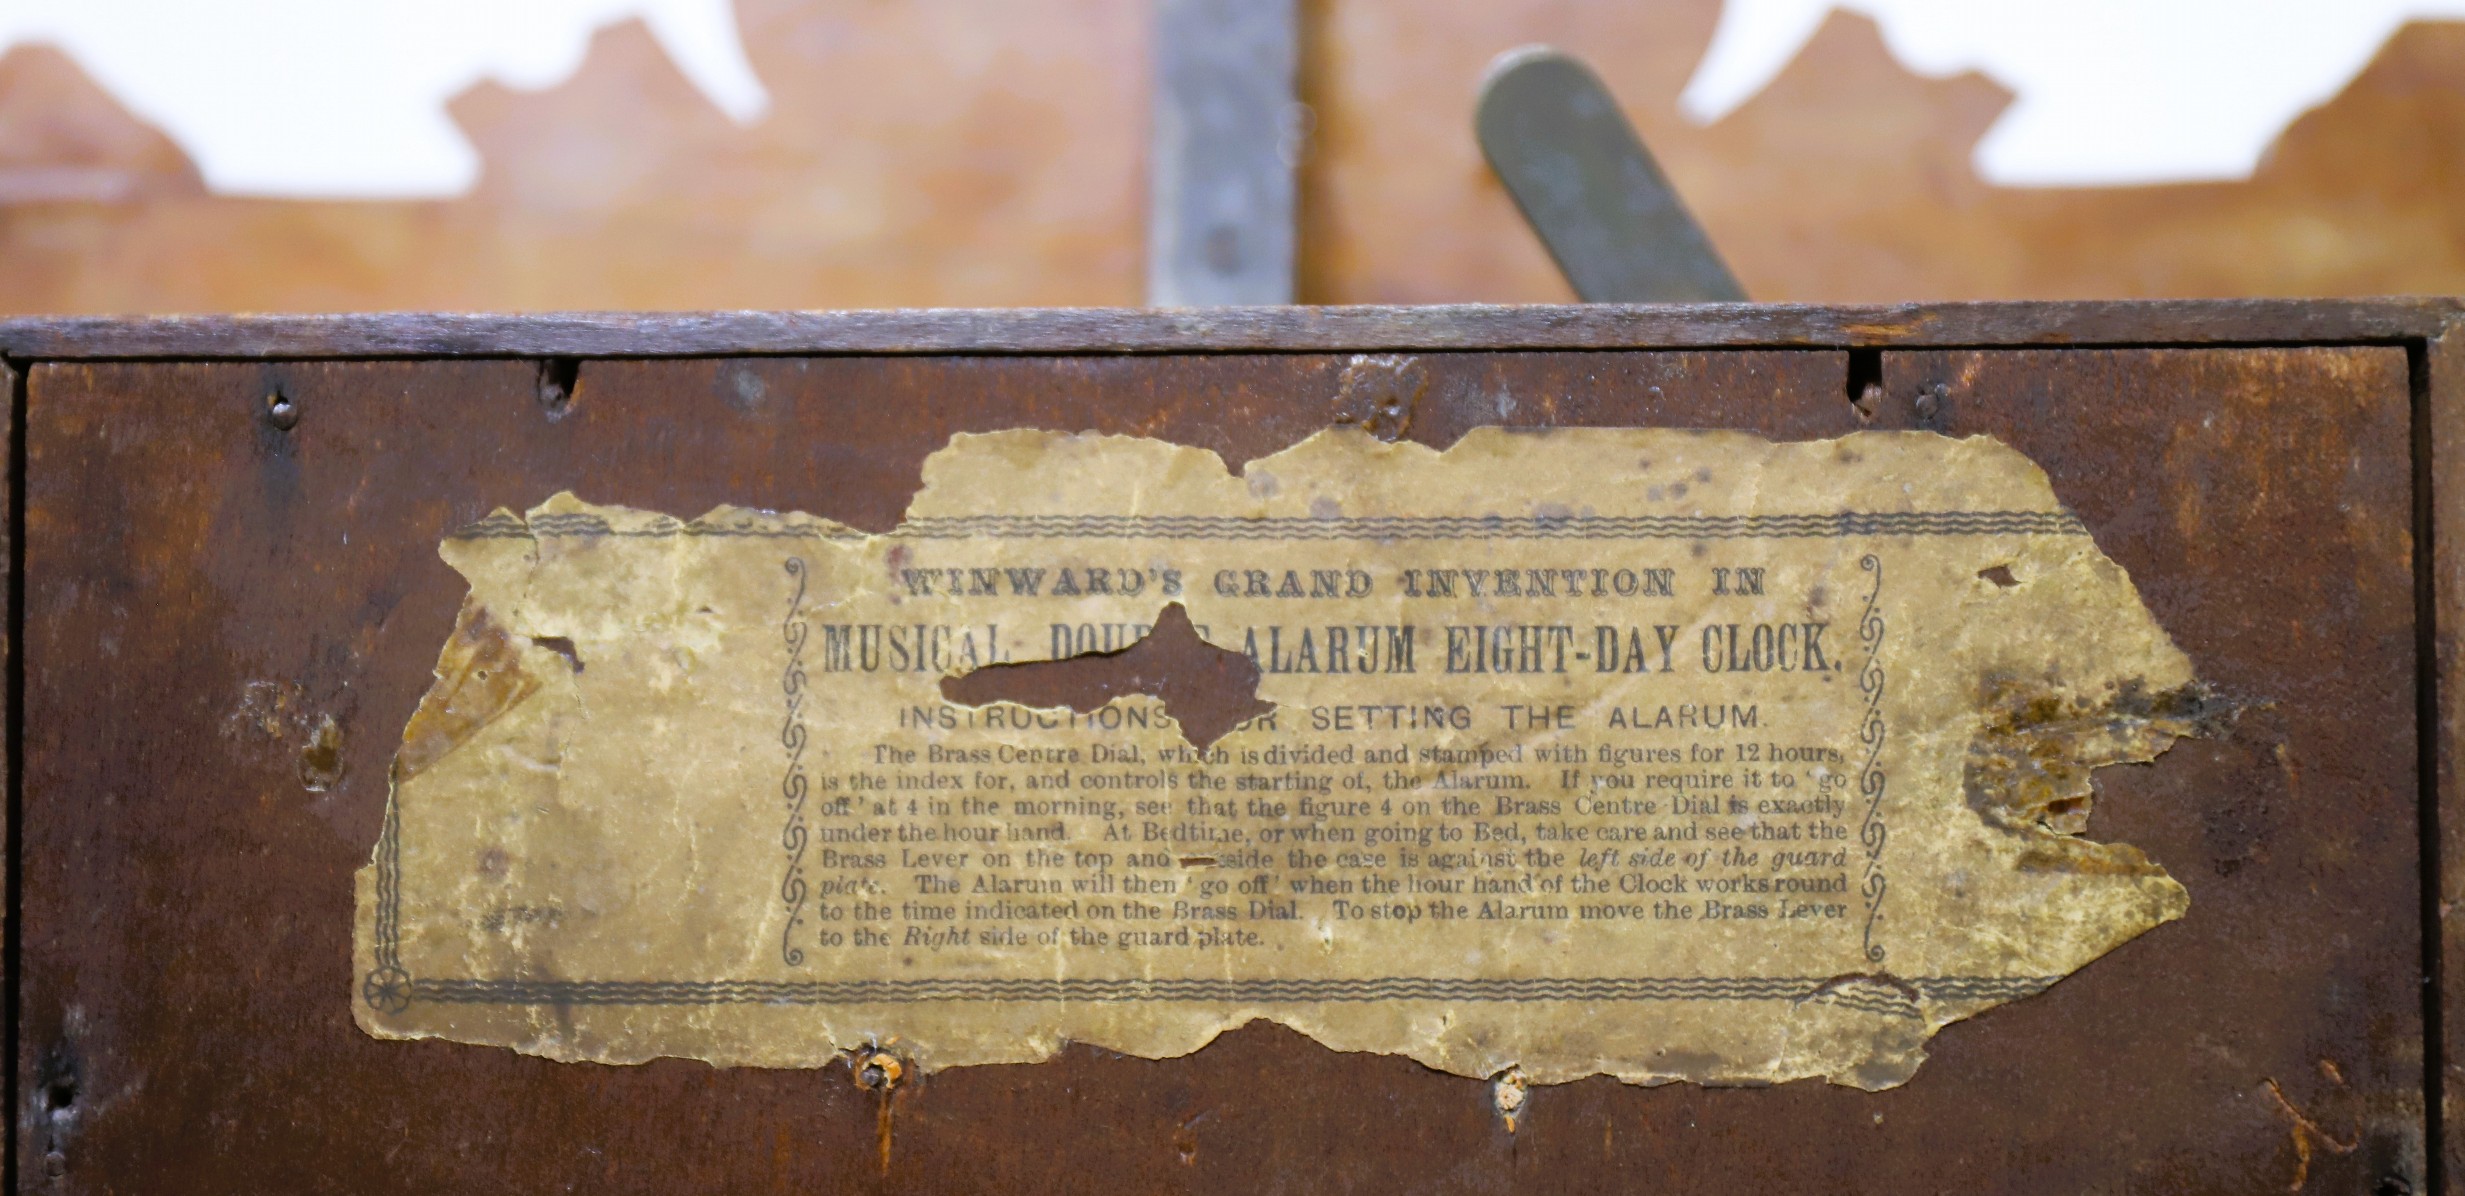 WINWARD'S GRAND INVENTION IN
MUSICAL DOUBLE ALARUM EIGHT-DAY CLOCK.
INSTRUCTIONS FOR SETTING THE ALARUM.
The Brass Centre Dial, which is divided and stamped with figures for 12 hours,
is the index for, and controls the starting of, the Alarum. If you require it to 'go
off' at 4 in the morning, see that the figure 4 on the Brass Centre Dial is exactly
under the hour hand. At Bedtime, or when going to Bed, take care and see that the
Brass Lever on the top and side the case is against the left side of the guard
plate. The Alarum will then 'go off' when the hour hand of the Clock works round
to the time indicated on the Brass Dial. To stop the Alarum move the Brass Lever
to the Right side of the guard plate.